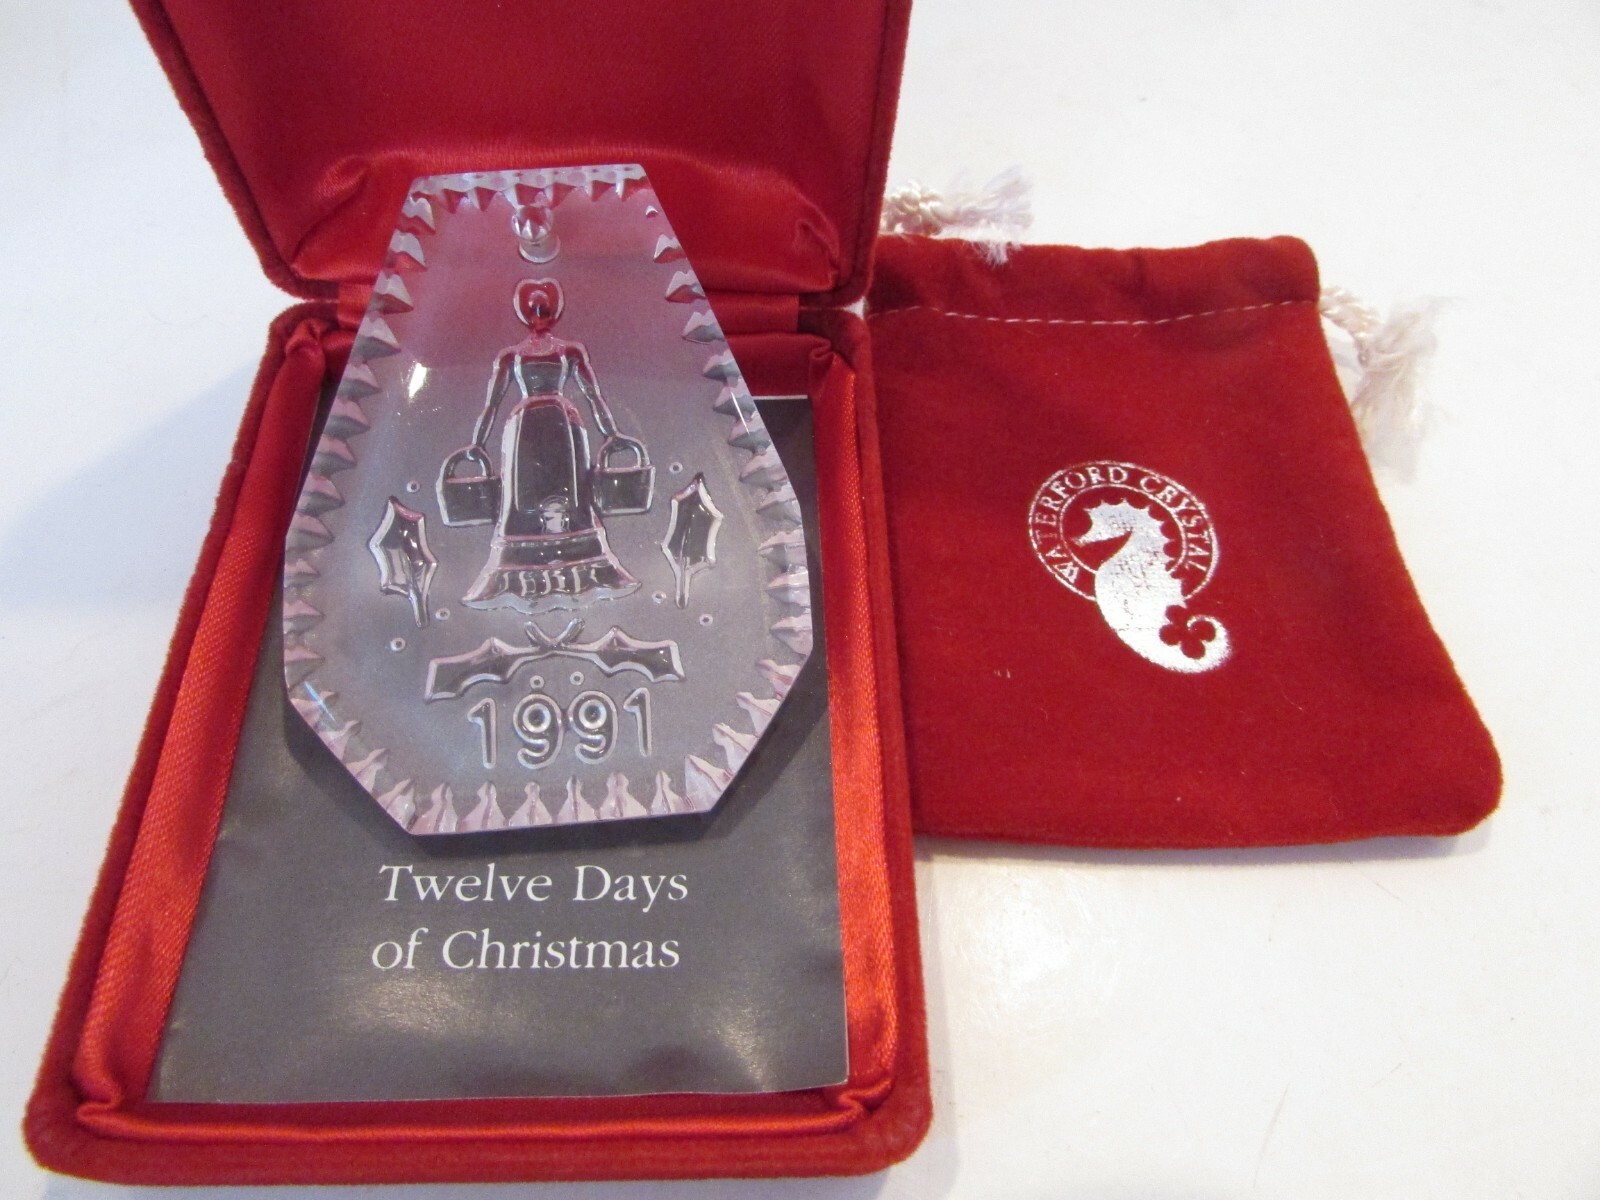 1991
Twelve Days
of Christmas
WATERFORD CRYSTAL